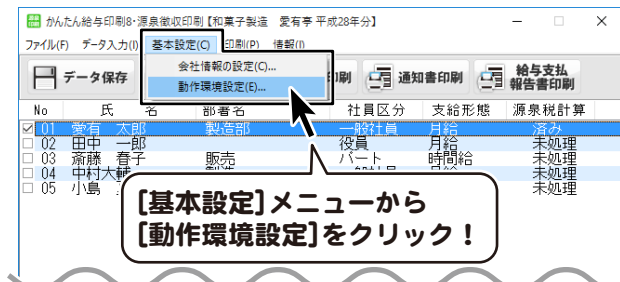 かんたん給与印刷8・源泉徴収印刷【和菓子製造　愛有亭 平成28年分】
ファイル(F) データ入力(I) 基本設定(C) 印刷(P) 情報(I)
会社情報の設定(C)...
動作環境設定(E)...
データ保存 印刷 通知書印刷 給与支払
報告書印刷
No 氏 名 部署名 社員区分 支給形態 源泉税計算
01 愛有 太郎 製造部 一般社員 月給 済み
02 田中 一郎 役員 月給 未処理
03 斎藤 春子 販売 パート 時間給 未処理
04 中村大輔 未処理
05 小島 未処理
[基本設定]メニューから
[動作環境設定]をクリック！